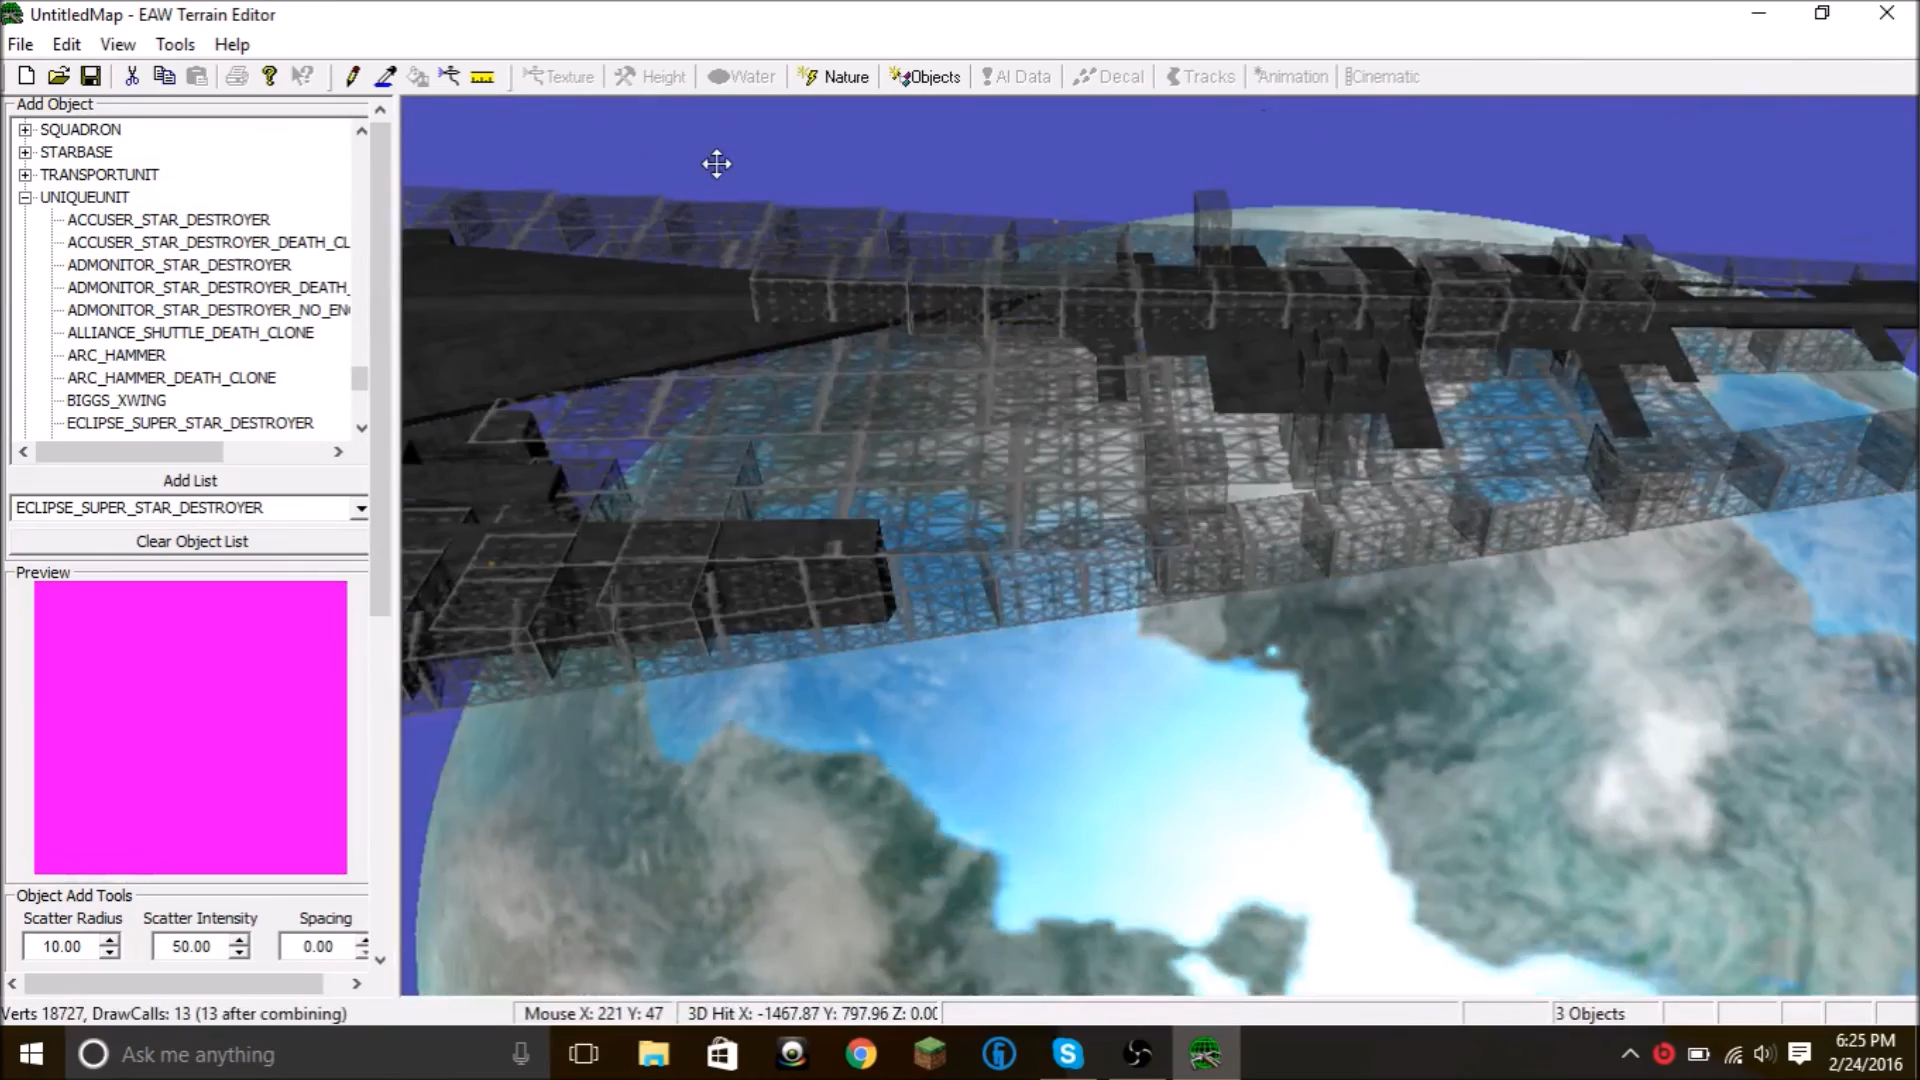 UntitledMap - EAW Terrain Editor
File Edit View Tools Help
Texture Height Water Nature Objects AI Data Decal Tracks Animation Cinematic
Add Object
SQUADRON
STARBASE
TRANSPORTUNIT
UNIQUEUNIT
ACCUSER_STAR_DESTROYER
ACCUSER_STAR_DESTROYER_DEATH_CL
ADMONITOR_STAR_DESTROYER
ADMONITOR_STAR_DESTROYER_DEATH_
ADMONITOR_STAR_DESTROYER_NO_EN
ALLIANCE_SHUTTLE_DEATH_CLONE
ARC_HAMMER
ARC_HAMMER_DEATH_CLONE
BIGGS_XWING
ECLIPSE_SUPER_STAR_DESTROYER
Add List
ECLIPSE_SUPER_STAR_DESTROYER
Clear Object List
Preview
Object Add Tools
Scatter Radius Scatter Intensity Spacing
10.00 50.00 0.00
Verts 18727, DrawCalls: 13 (13 after combining) Mouse X: 221 Y: 47 3D Hit X: -1467.87 Y: 797.96 Z: 0.00 3 Objects
Ask me anything
6:25 PM
2/24/2016